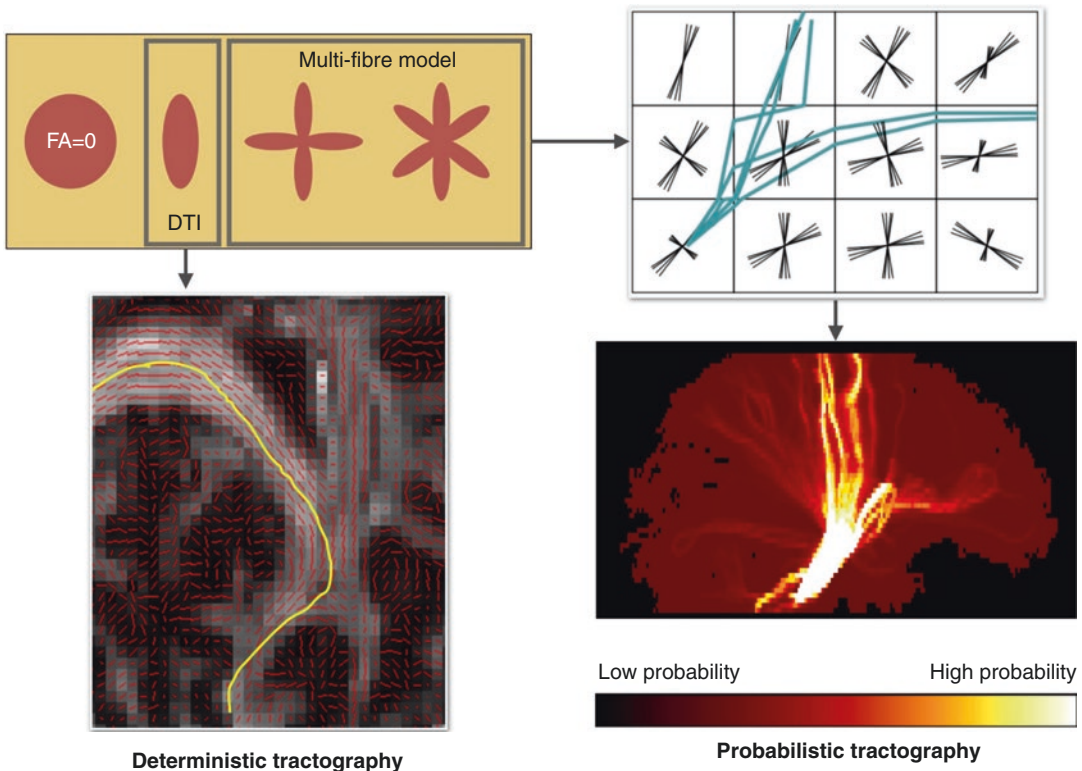 Multi-fibre model
FA=0
DTI
Low probability
High probability
Deterministic tractography
Probabilistic tractography